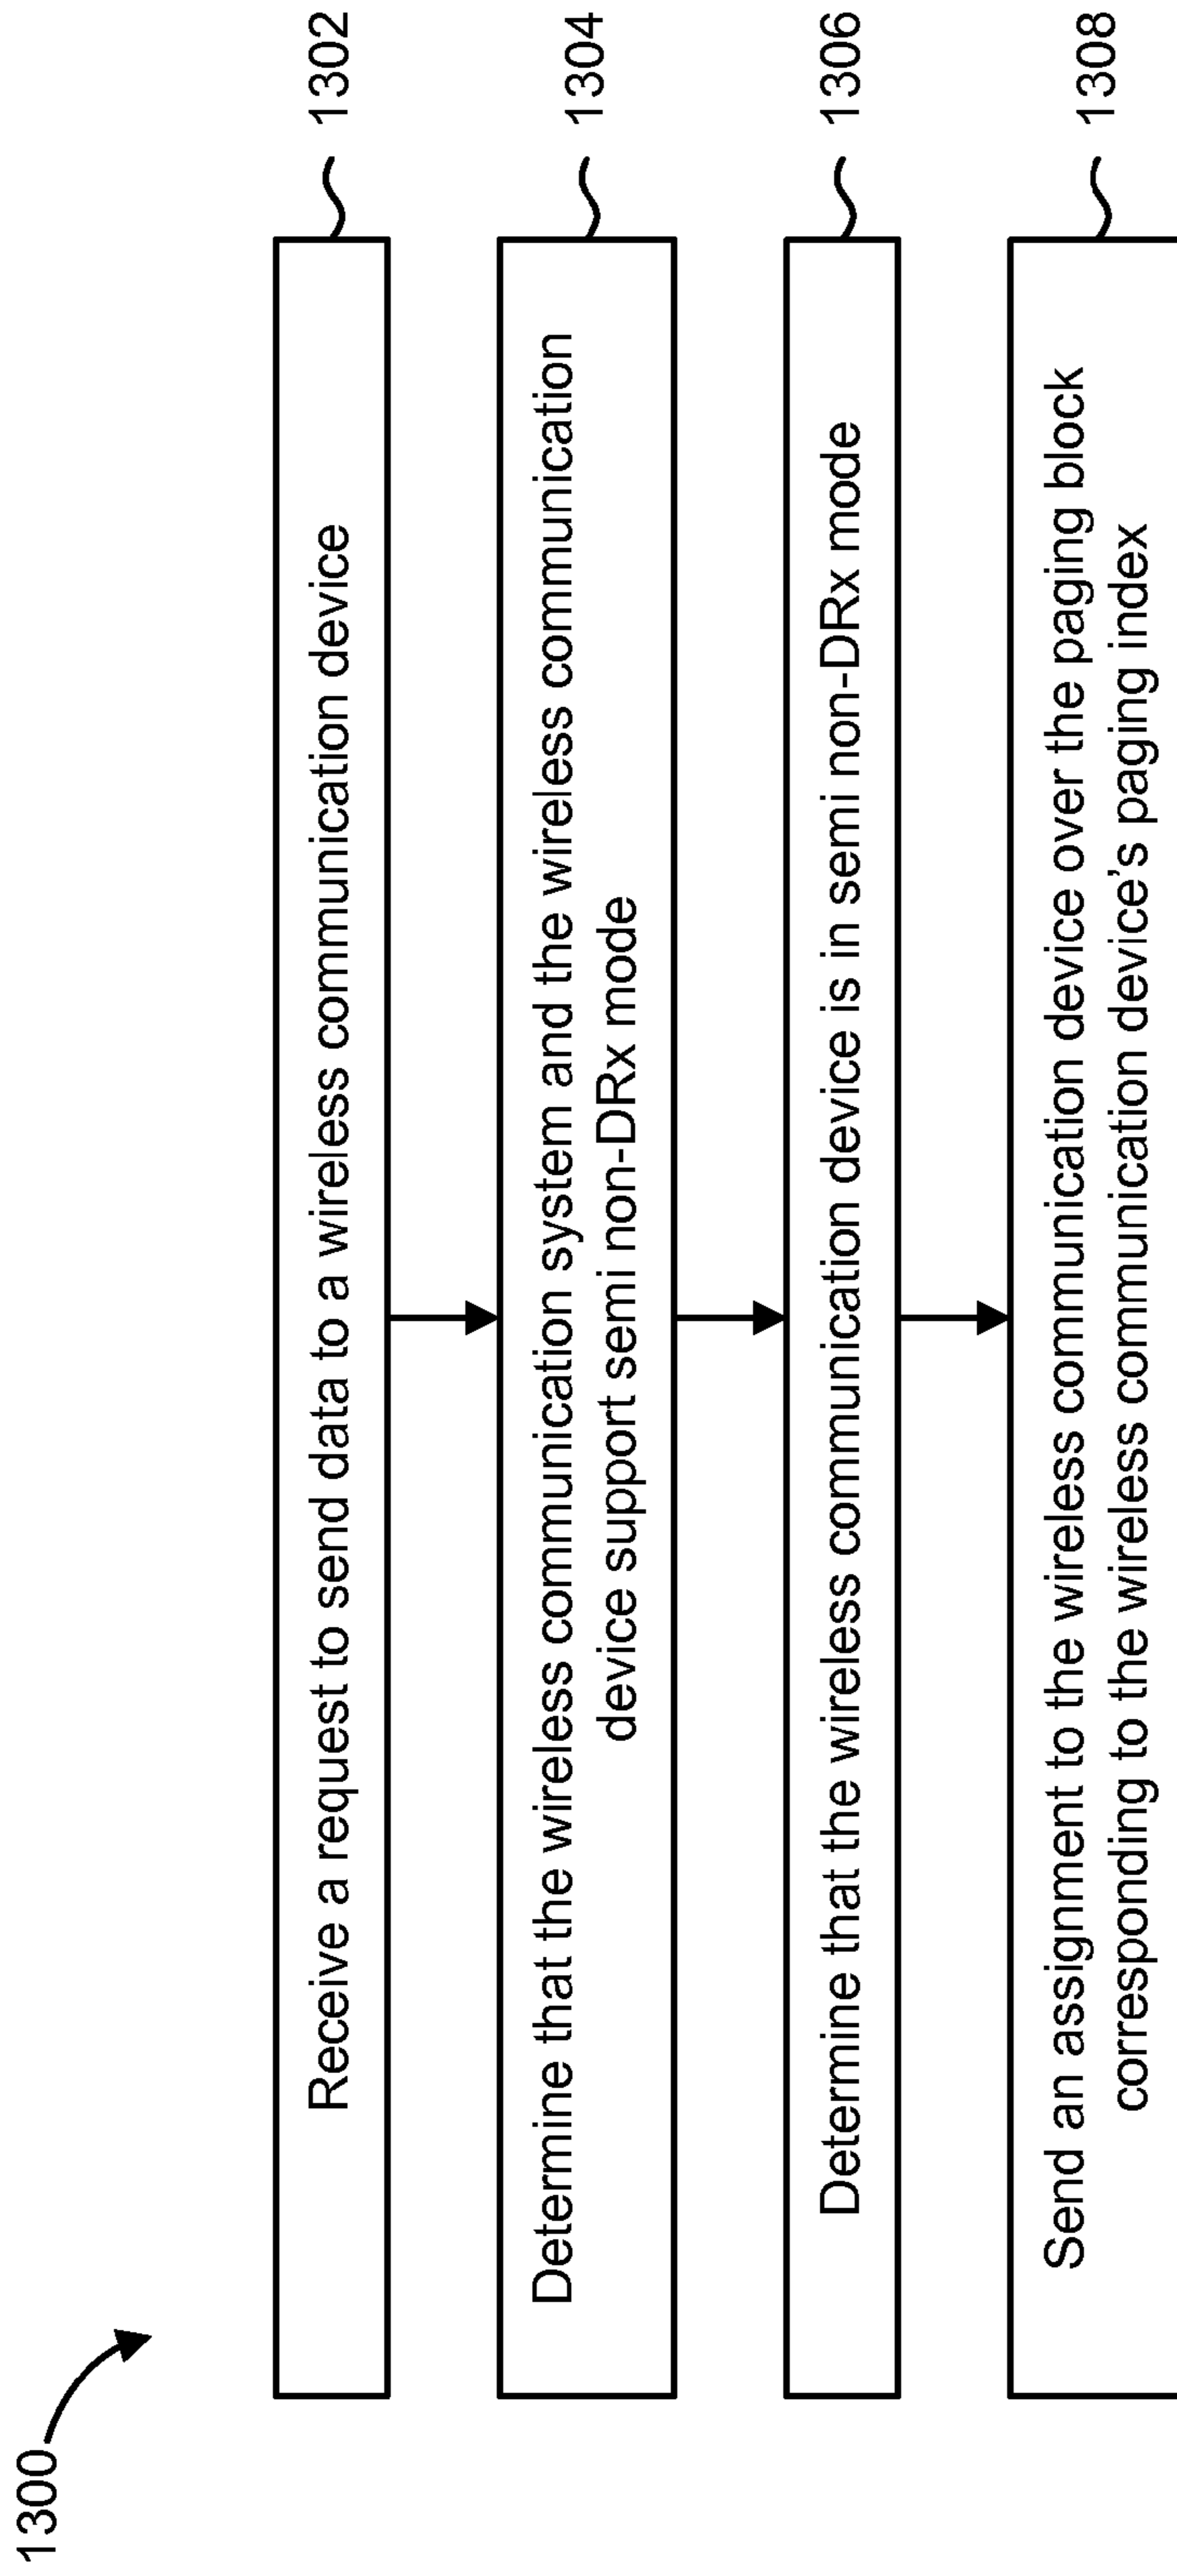 1300
Receive a request to send data to a wireless communication device
1302
Determine that the wireless communication system and the wireless communication
device support semi non-DRx mode
1304
Determine that the wireless communication device is in semi non-DRx mode
1306
Send an assignment to the wireless communication device over the paging block
corresponding to the wireless communication device’s paging index
1308